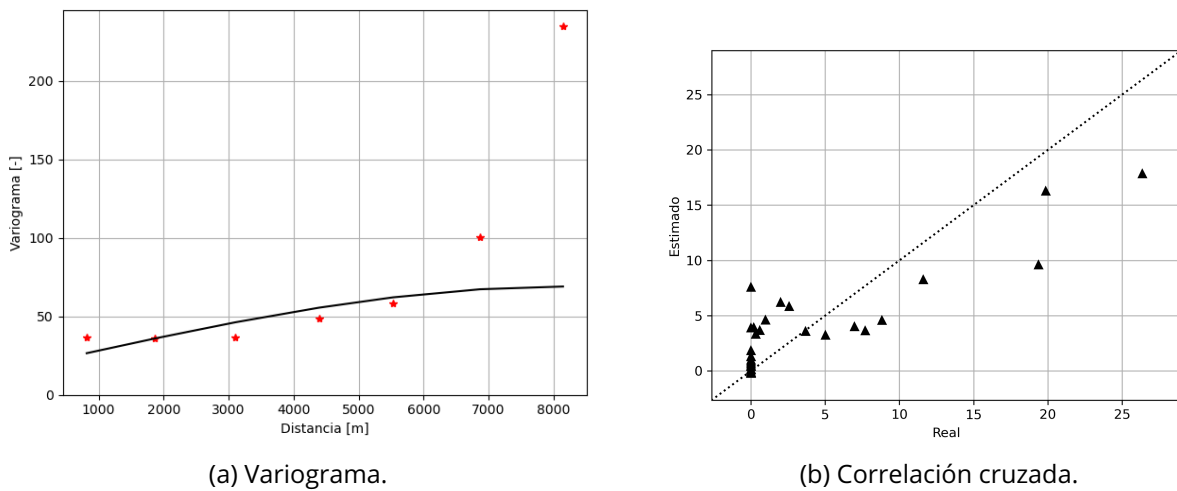 200
150
100
50
0
Variograma [-]
1000 2000 3000 4000 5000 6000 7000 8000
Distancia [m]
(a) Variograma.
25
20
15
10
5
0
Estimado
0 5 10 15 20 25
Real
(b) Correlación cruzada.